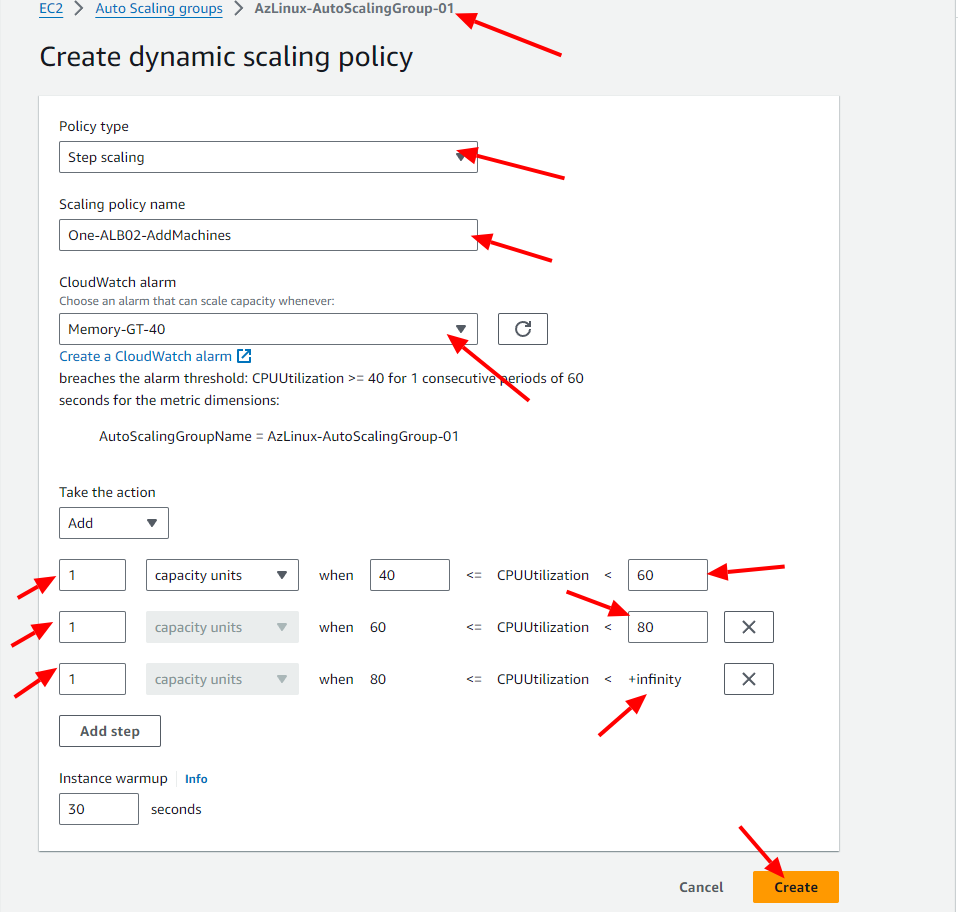 EC2 > Auto Scaling groups > AzLinux-AutoScalingGroup-01
Create dynamic scaling policy
Policy type
Step scaling
Scaling policy name
One-ALB02-AddMachines
CloudWatch alarm
Choose an alarm that can scale capacity whenever:
Memory-GT-40
Create a CloudWatch alarm
breaches the alarm threshold: CPUUtilization >= 40 for 1 consecutive periods of 60
seconds for the metric dimensions:
AutoScalingGroupName = AzLinux-AutoScalingGroup-01
Take the action
Add
1 capacity units when 40 <= CPUUtilization < 60
1 capacity units when 60 <= CPUUtilization < 80
1 capacity units when 80 <= CPUUtilization < +infinity
Add step
Instance warmup Info
30 seconds
Cancel Create